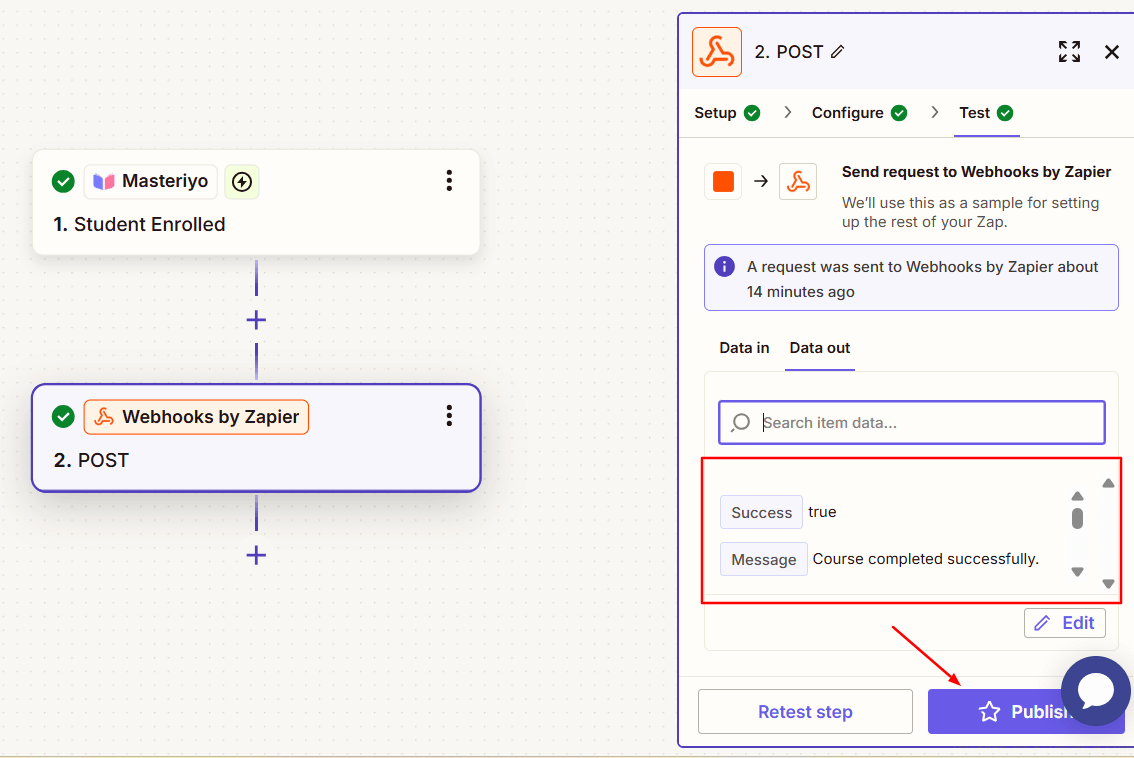 Masteriyo
1. Student Enrolled
Webhooks by Zapier
2. POST
2. POST
Setup
Configure
Test
Send request to Webhooks by Zapier
We'll use this as a sample for setting
up the rest of your Zap.
A request was sent to Webhooks by Zapier about
14 minutes ago
Data in
Data out
Search item data...
Success true
Message Course completed successfully.
Edit
Retest step
Publish